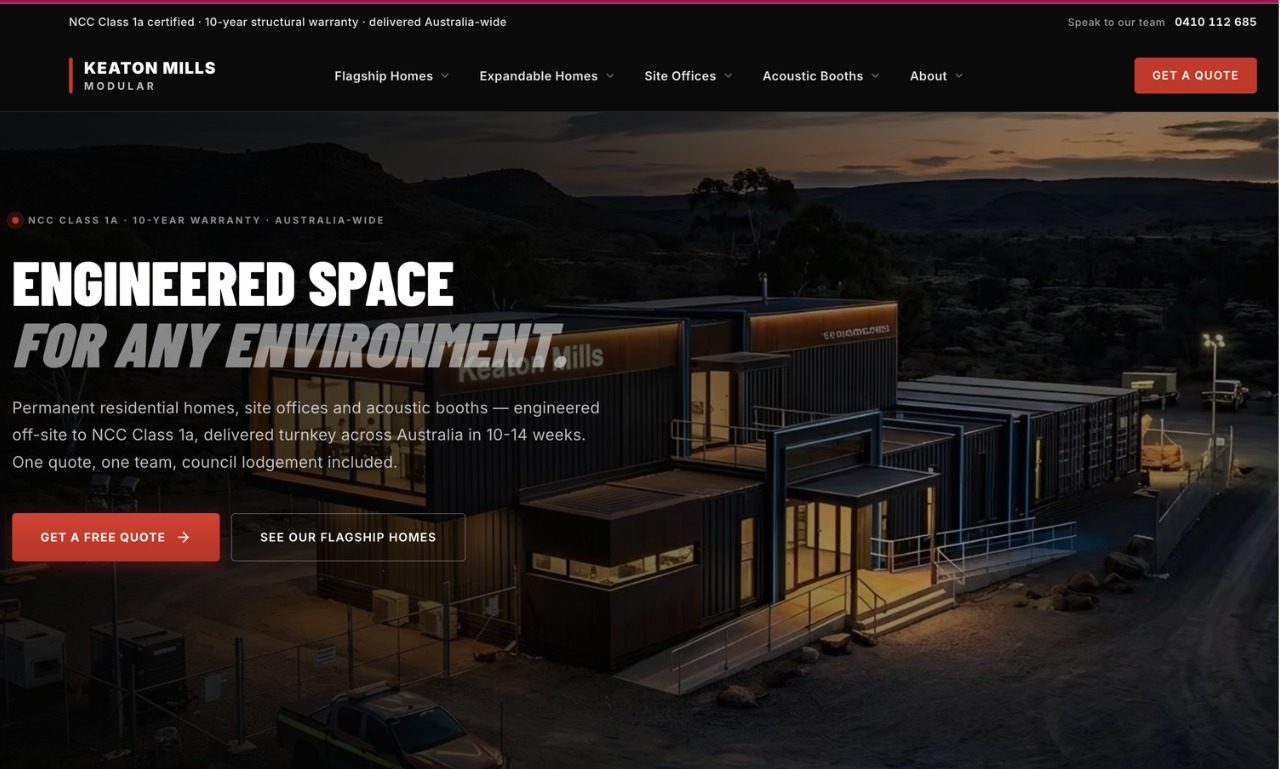 NCC Class 1a certified · 10-year structural warranty · delivered Australia-wide
Speak to our team 0410 112 685
KEATON MILLS
MODULAR
Flagship Homes
Expandable Homes
Site Offices
Acoustic Booths
About
GET A QUOTE
NCC CLASS 1A · 10-YEAR WARRANTY · AUSTRALIA-WIDE
ENGINEERED SPACE
FOR ANY ENVIRONMENT.
Keaton Mills
Permanent residential homes, site offices and acoustic booths — engineered
off-site to NCC Class 1a, delivered turnkey across Australia in 10-14 weeks.
One quote, one team, council lodgement included.
GET A FREE QUOTE →
SEE OUR FLAGSHIP HOMES